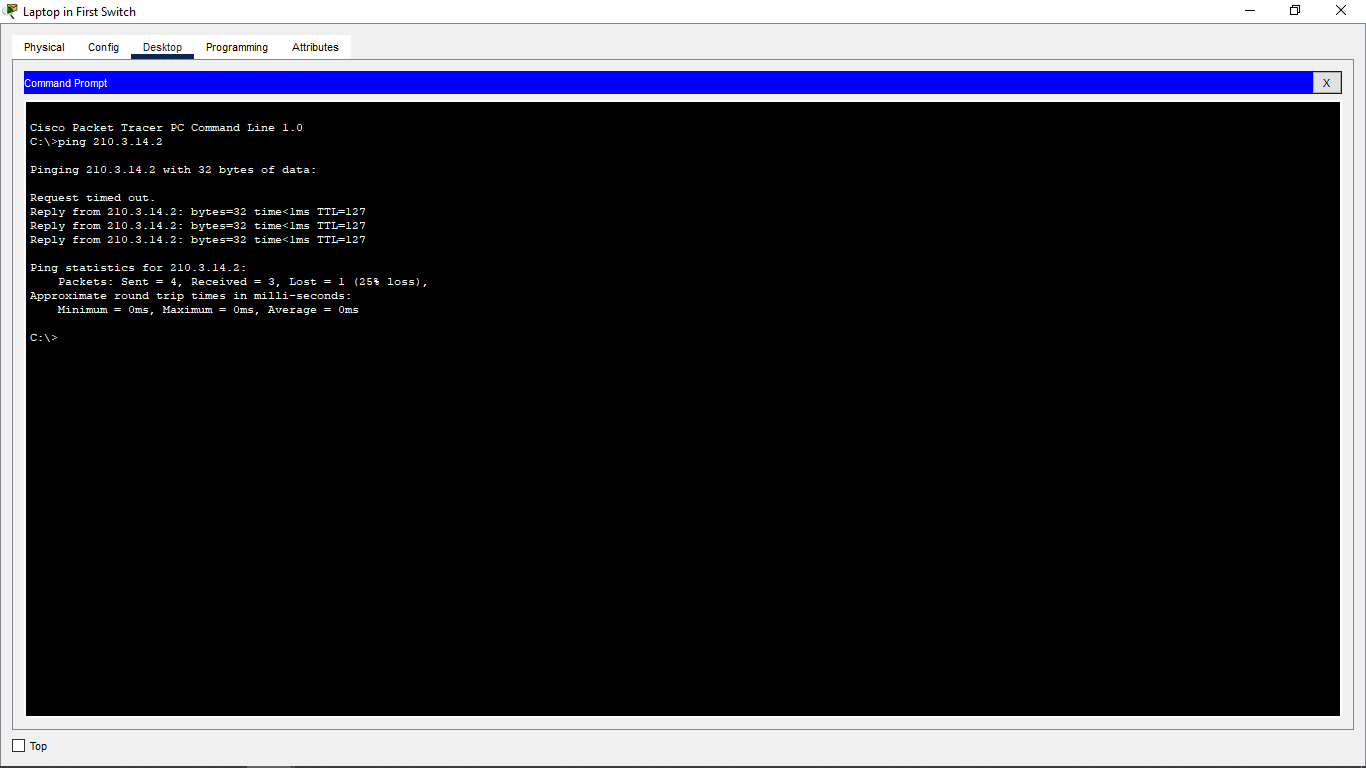 Laptop in First Switch
Physical Config Desktop Programming Attributes
Command Prompt X
Cisco Packet Tracer PC Command Line 1.0
C:\>ping 210.3.14.2
Pinging 210.3.14.2 with 32 bytes of data:
Request timed out.
Reply from 210.3.14.2: bytes=32 time<1ms TTL=127
Reply from 210.3.14.2: bytes=32 time<1ms TTL=127
Reply from 210.3.14.2: bytes=32 time<1ms TTL=127
Ping statistics for 210.3.14.2:
    Packets: Sent = 4, Received = 3, Lost = 1 (25% loss),
Approximate round trip times in milli-seconds:
    Minimum = 0ms, Maximum = 0ms, Average = 0ms
C:\>
Top